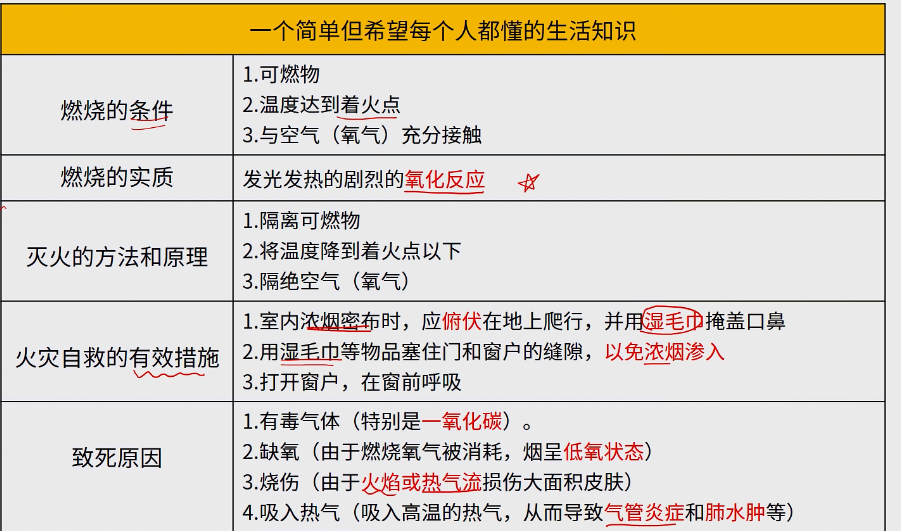 一个简单但希望每个人都懂的生活知识
燃烧的条件
1.可燃物
2.温度达到着火点
3.与空气（氧气）充分接触
燃烧的实质
发光发热的剧烈的氧化反应
灭火的方法和原理
1.隔离可燃物
2.将温度降到着火点以下
3.隔绝空气（氧气）
火灾自救的有效措施
1.室内浓烟密布时，应俯伏在地上爬行，并用湿毛巾掩盖口鼻
2.用湿毛巾等物品塞住门和窗户的缝隙，以免浓烟渗入
3.打开窗户，在窗前呼吸
致死原因
1.有毒气体（特别是一氧化碳）。
2.缺氧（由于燃烧氧气被消耗，烟呈低氧状态）
3.烧伤（由于火焰或热气流损伤大面积皮肤）
4.吸入热气（吸入高温的热气，从而导致气管炎症和肺水肿等）